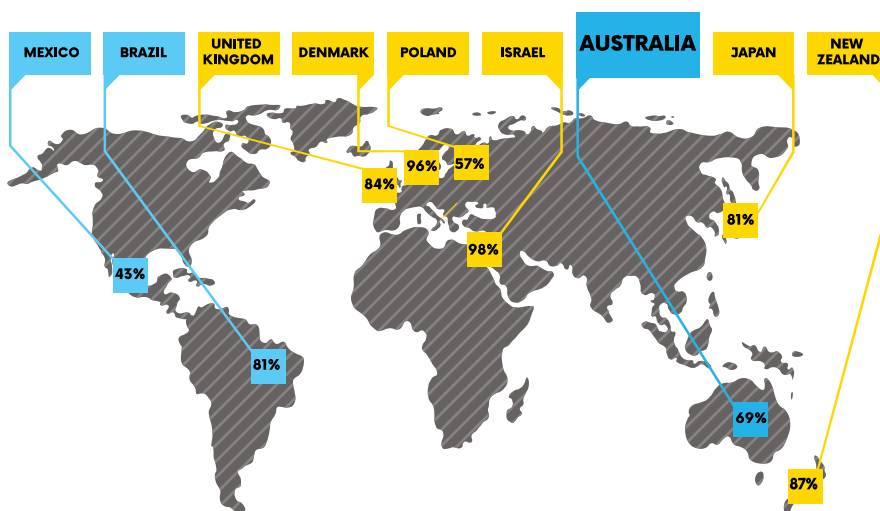 MEXICO
BRAZIL
UNITED
KINGDOM
DENMARK
POLAND
ISRAEL
AUSTRALIA
JAPAN
NEW
ZEALAND
96%
57%
84%
81%
98%
43%
81%
69%
87%